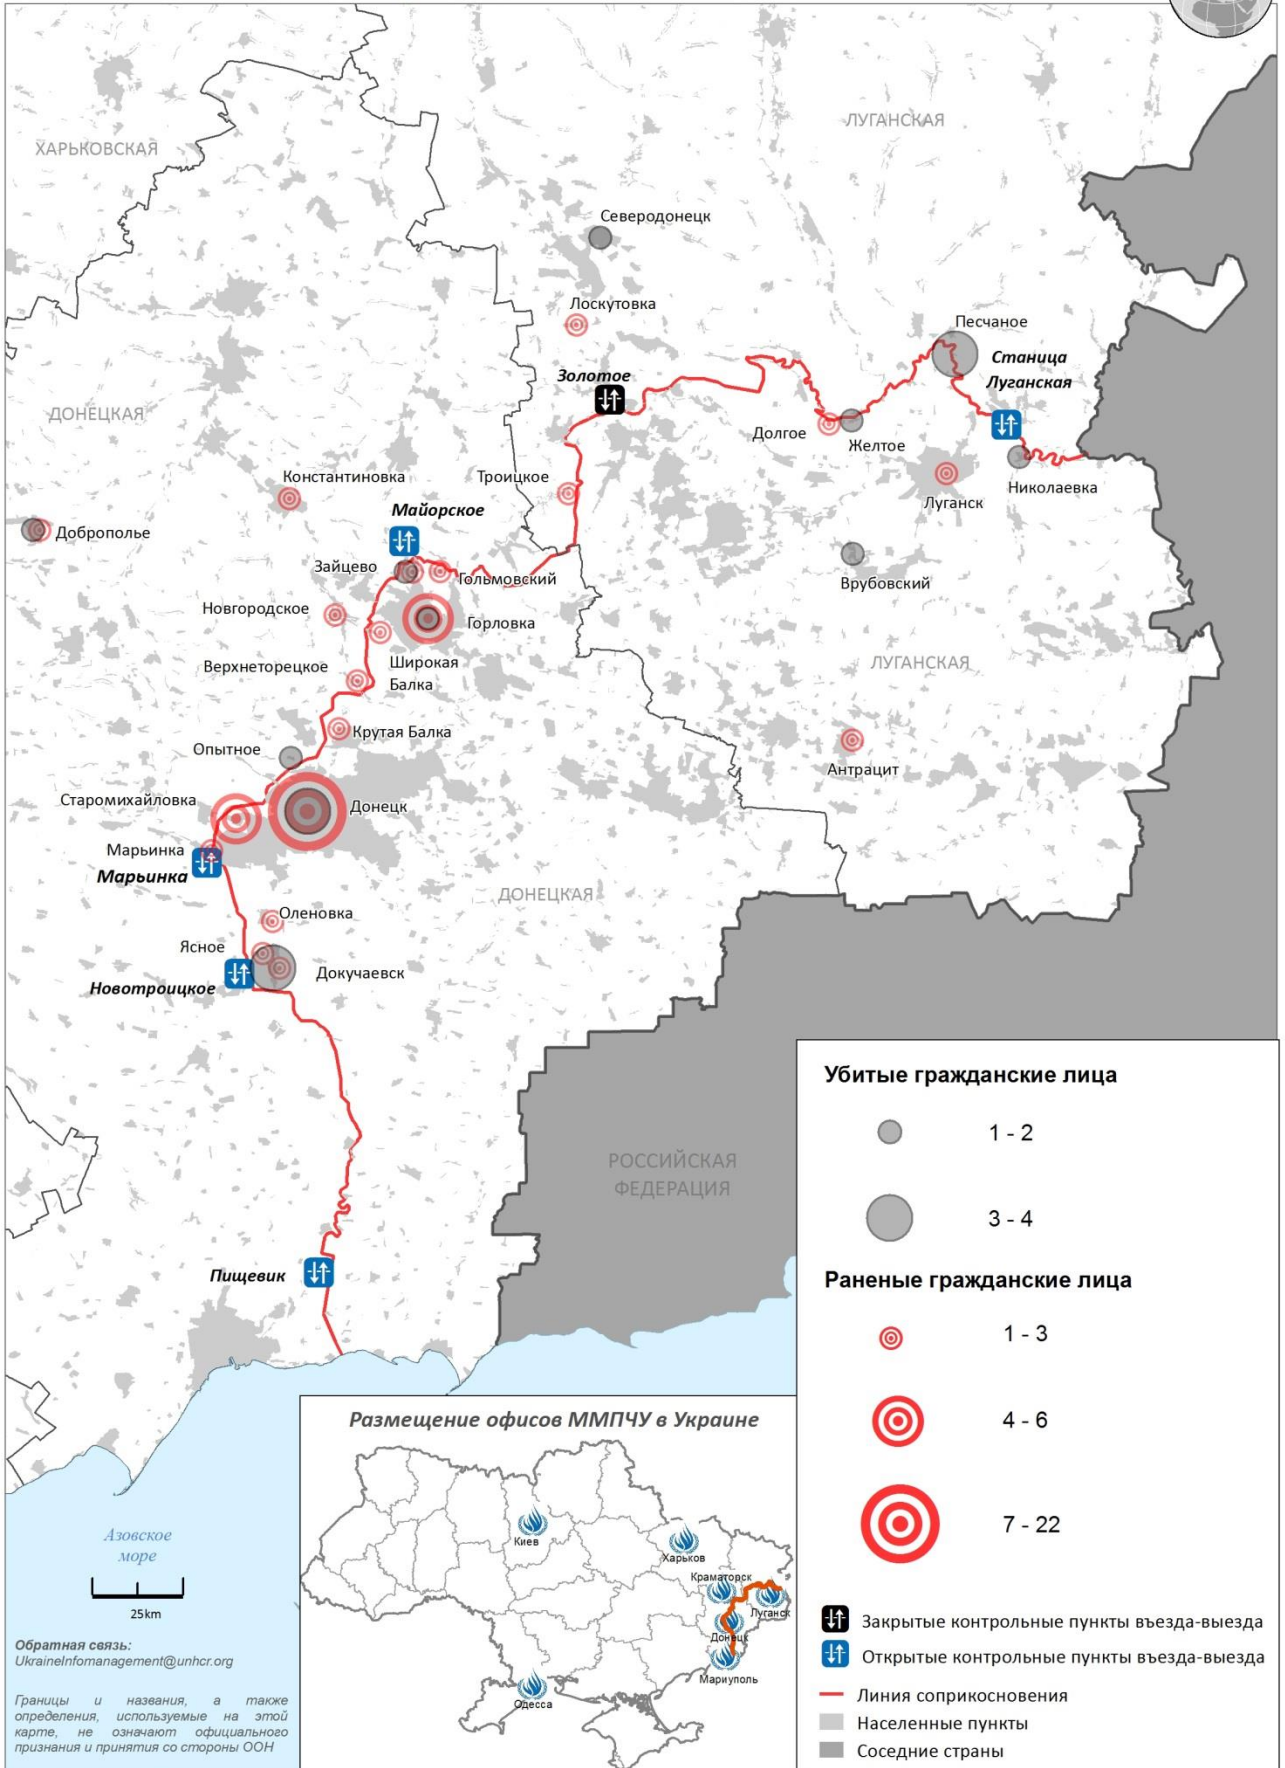 ХАРЬКОВСКАЯ
ЛУГАНСКАЯ
Северодонецк
Лоскутовка
Песчаное
Станица
Луганская
Золотое
ДОНЕЦКАЯ
Долгое
Желтое
Константиновка
Троицкое
Луганск
Николаевка
Майорское
Доброполье
Зайцево
Гольмовский
Врубовский
Новгородское
Горловка
Верхнеторецкое
Широкая
Балка
ЛУГАНСКАЯ
Крутая Балка
Опытное
Антрацит
Старомихайловка
Донецк
Марьинка
Марьинка
ДОНЕЦКАЯ
Оленовка
Ясное
Докучаевск
Новотроицкое
РОССИЙСКАЯ
ФЕДЕРАЦИЯ
Пищевик
Убитые гражданские лица
1 - 2
3 - 4
Раненые гражданские лица
1 - 3
4 - 6
7 - 22
Закрытые контрольные пункты въезда-выезда
Открытые контрольные пункты въезда-выезда
Линия соприкосновения
Населенные пункты
Соседние страны
Размещение офисов ММПЧУ в Украине
Киев
Харьков
Краматорск
Луганск
Донецк
Мариуполь
Одесса
Азовское
море
25km
Обратная связь:
UkraineInfomanagement@unhcr.org
Границы и названия, а также
определения, используемые на этой
карте, не означают официального
признания и принятия со стороны ООН